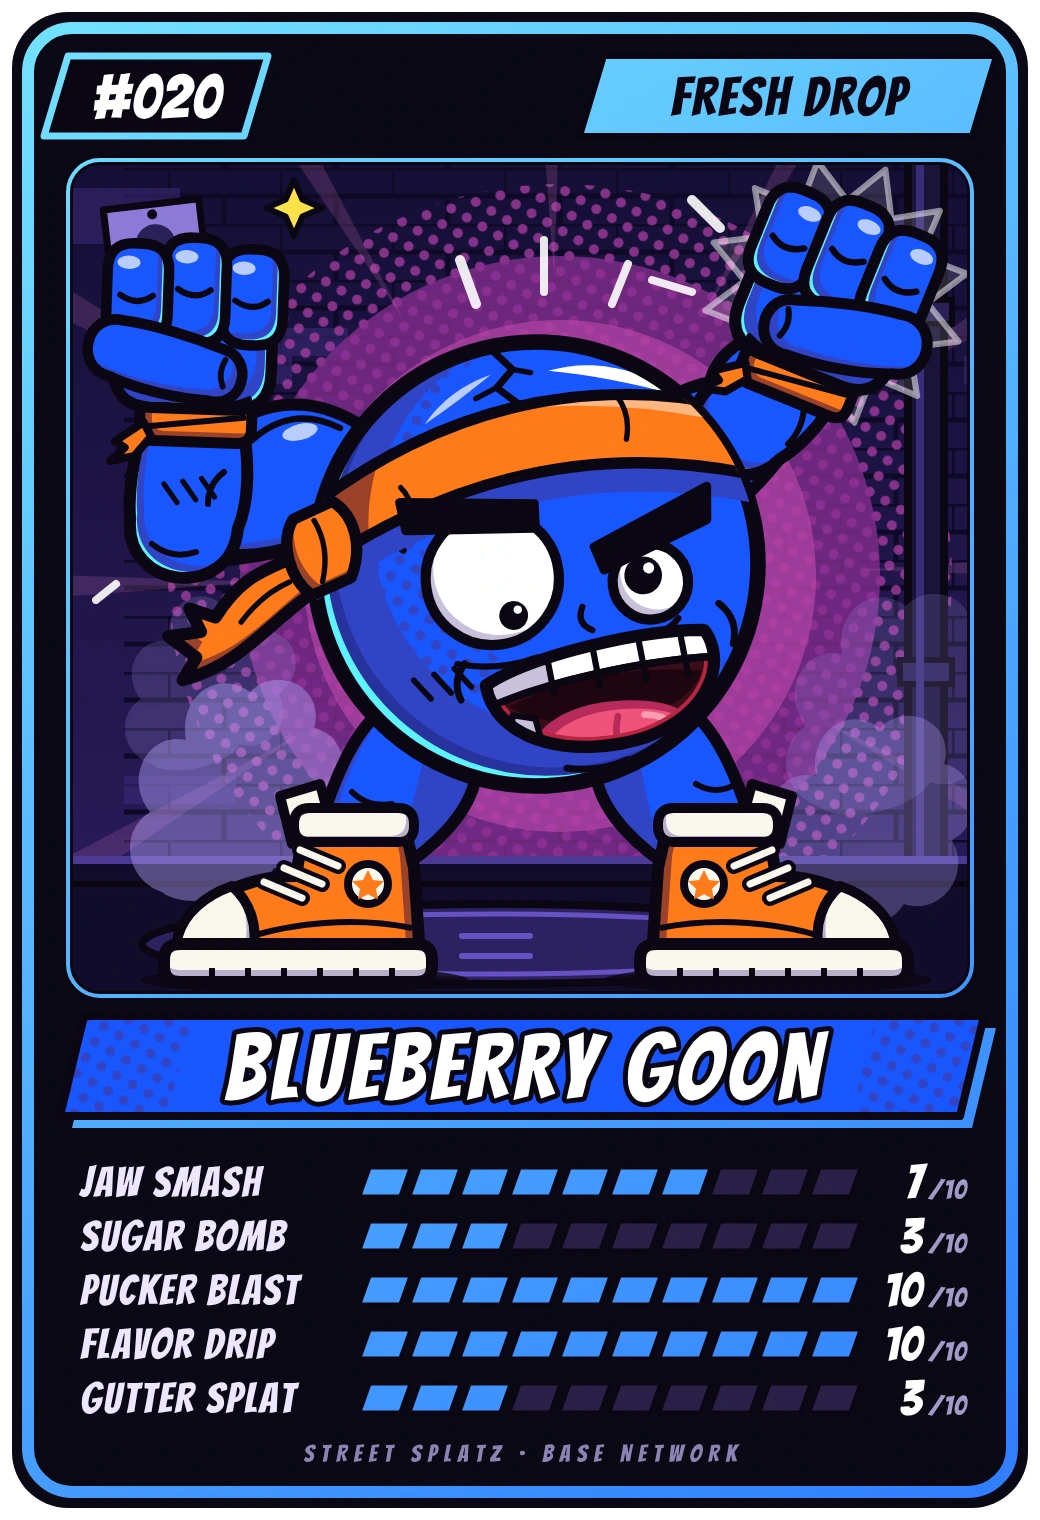 #020
FRESH DROP
BLUEBERRY GOON
JAW SMASH 7/10
SUGAR BOMB 3/10
PUCKER BLAST 10/10
FLAVOR DRIP 10/10
GUTTER SPLAT 3/10
STREET SPLATZ · BASE NETWORK